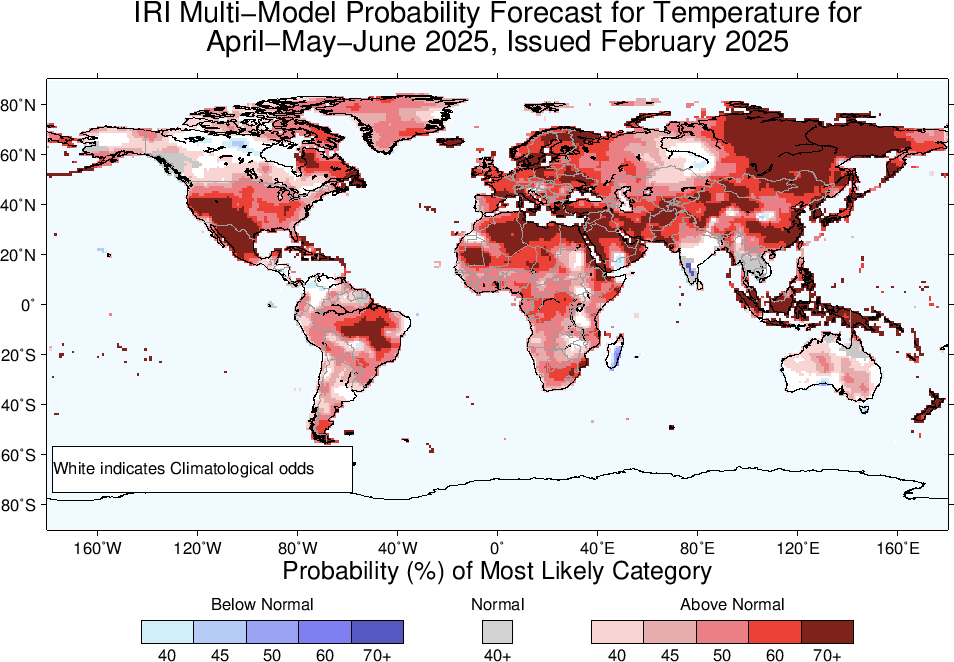 IRI Multi−Model Probability Forecast for Temperature for
April−May−June 2025, Issued February 2025
80˚N
60˚N
40˚N
20˚N
0˚
20˚S
40˚S
60˚S
80˚S
White indicates Climatological odds
160˚W 120˚W 80˚W 40˚W 0˚ 40˚E 80˚E 120˚E 160˚E
Probability (%) of Most Likely Category
Below Normal Normal Above Normal
40 45 50 60 70+ 40+ 40 45 50 60 70+